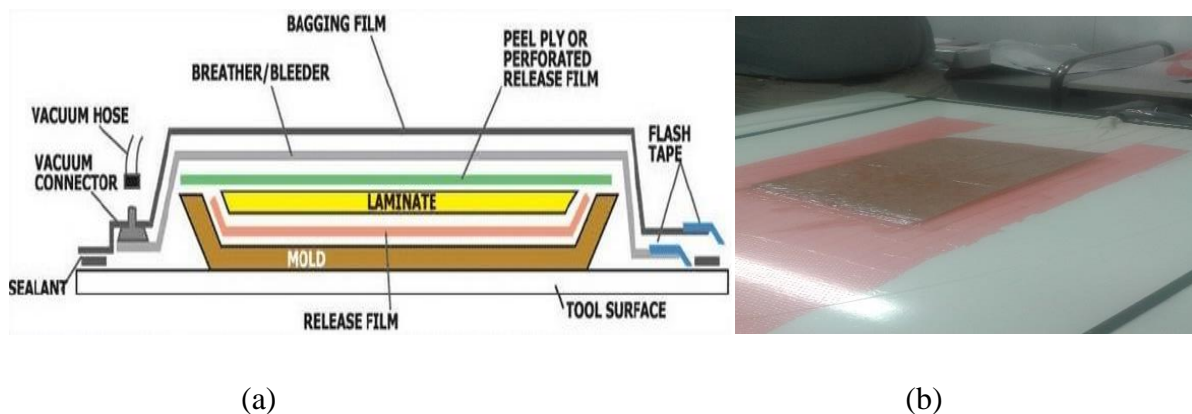 BAGGING FILM
PEEL PLY OR
PERFORATED
RELEASE FILM
BREATHER/BLEEDER
VACUUM HOSE
FLASH
TAPE
VACUUM
CONNECTOR
LAMINATE
MOLD
SEALANT
TOOL SURFACE
RELEASE FILM
(a)
(b)